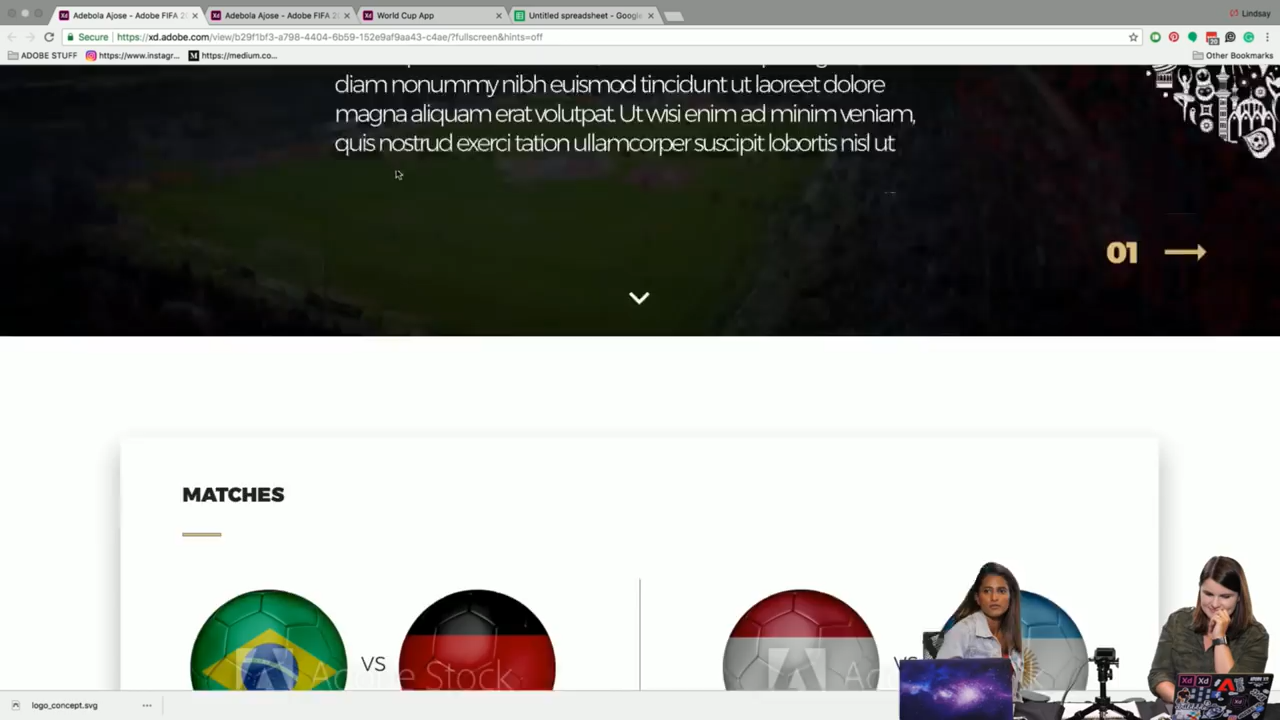 Adebola Ajose - Adobe FIFA 20
Adebola Ajose - Adobe FIFA 20
World Cup App
Untitled spreadsheet - Google
Lindsay
Secure
https://xd.adobe.com/view/b29f1bf3-a798-4404-6b59-152e9af9aa43-c4ae/?fullscreen&hints=off
ADOBE STUFF
https://www.instagr...
https://medium.co...
Other Bookmarks
diam nonummy nibh euismod tincidunt ut laoreet dolore
magna aliquam erat volutpat. Ut wisi enim ad minim veniam,
quis nostrud exerci tation ullamcorper suscipit lobortis nisl ut
01
MATCHES
VS
VS
Adobe Stock
logo_concept.svg